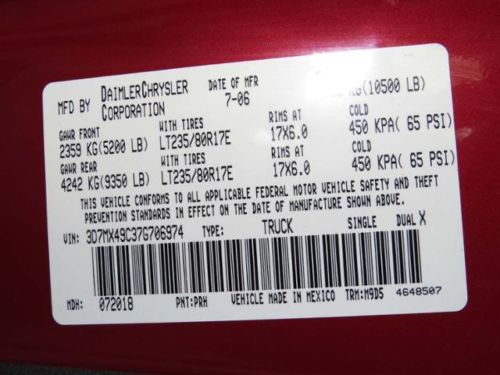 MFD BY DAIMLERCHRYSLER CORPORATION DATE OF MFR 7-06 KG(10500 LB)
GAWR FRONT WITH TIRES RIMS AT COLD
2359 KG(5200 LB) LT235/80R17E 17X6.0 450 KPA( 65 PSI)
GAWR REAR WITH TIRES RIMS AT COLD
4242 KG(9350 LB) LT235/80R17E 17X6.0 450 KPA( 65 PSI)
THIS VEHICLE CONFORMS TO ALL APPLICABLE FEDERAL MOTOR VEHICLE SAFETY AND THEFT
PREVENTION STANDARDS IN EFFECT ON THE DATE OF MANUFACTURE SHOWN ABOVE.
VIN: 3D7MX49C37G706974 TYPE: TRUCK SINGLE DUAL X
MDH: 072018 PNT:PRH VEHICLE MADE IN MEXICO TRM:M9D5 4648507